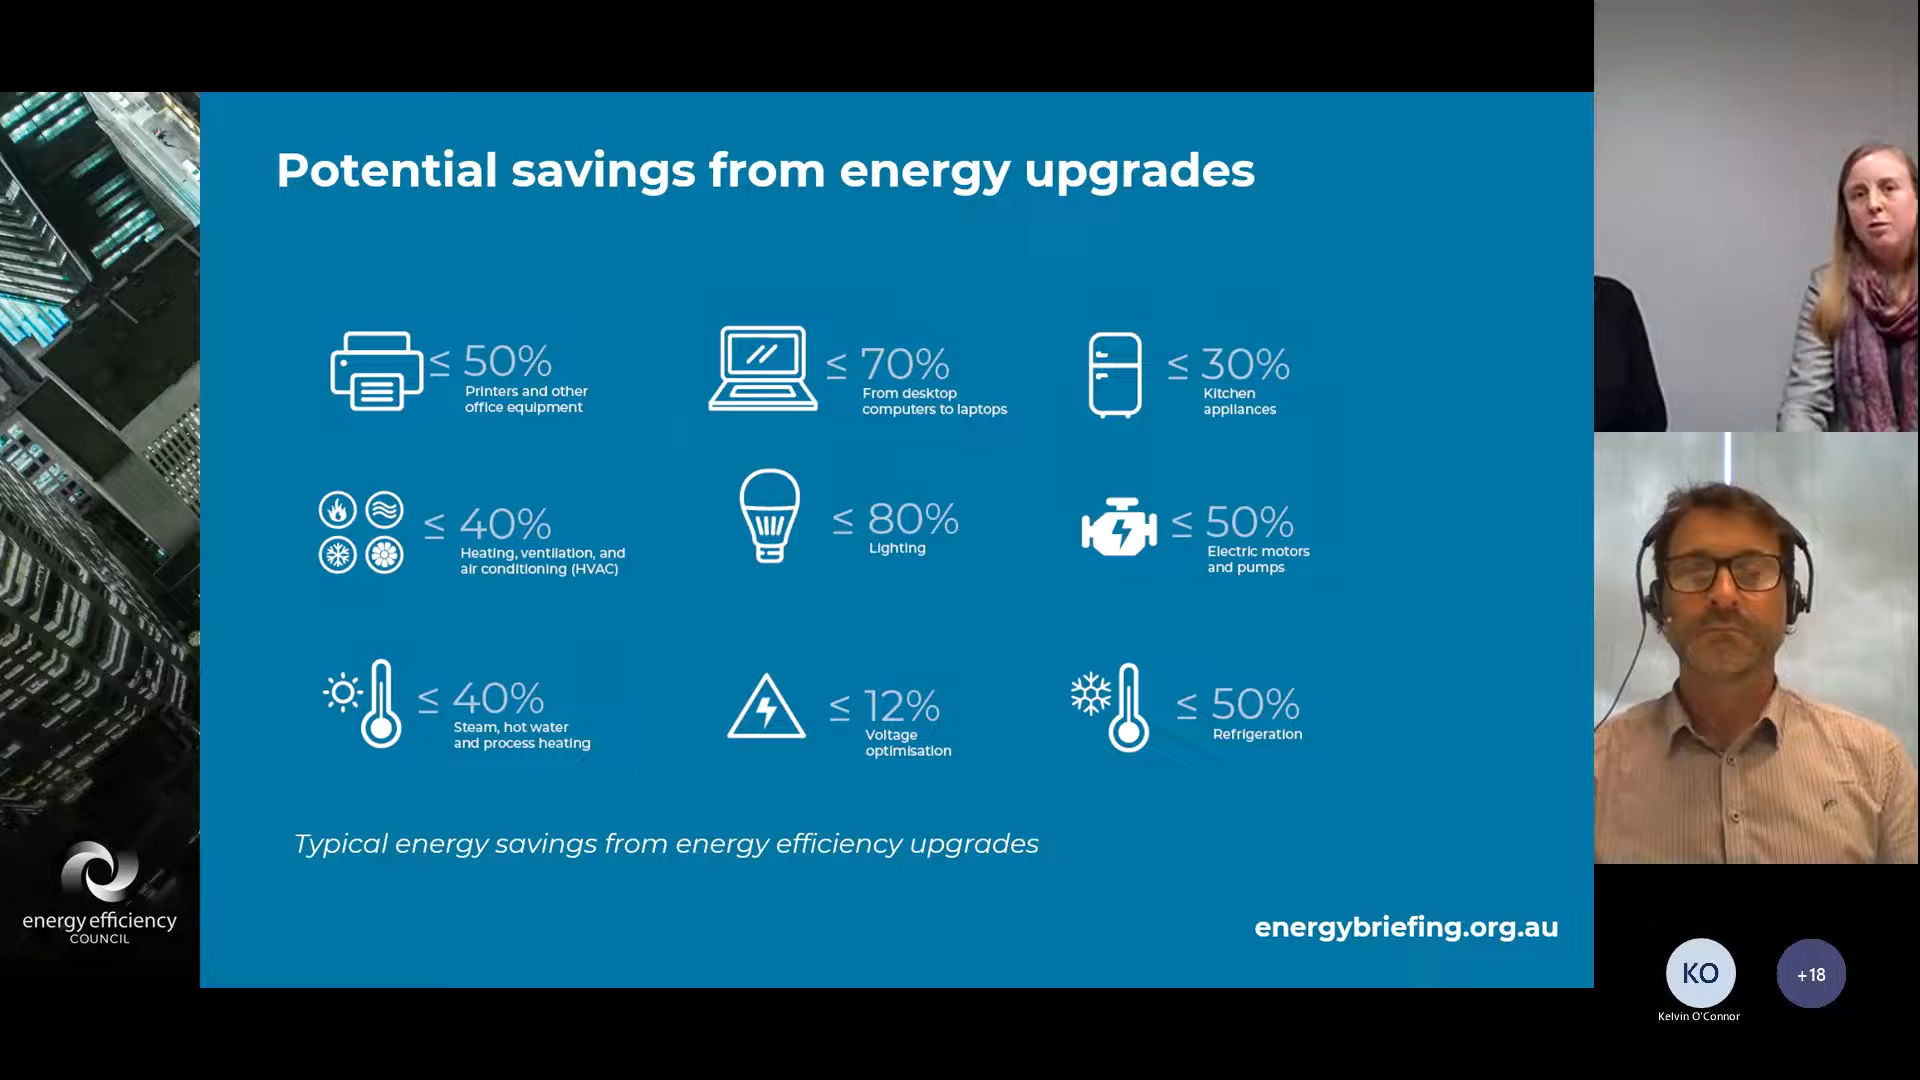 Potential savings from energy upgrades
≤ 50%
Printers and other
office equipment
≤ 70%
From desktop
computers to laptops
≤ 30%
Kitchen
appliances
≤ 40%
Heating, ventilation, and
air conditioning (HVAC)
≤ 80%
Lighting
≤ 50%
Electric motors
and pumps
≤ 40%
Steam, hot water
and process heating
≤ 12%
Voltage
optimisation
≤ 50%
Refrigeration
Typical energy savings from energy efficiency upgrades
energy efficiency
COUNCIL
energybriefing.org.au
KO
+18
Kelvin O'Connor